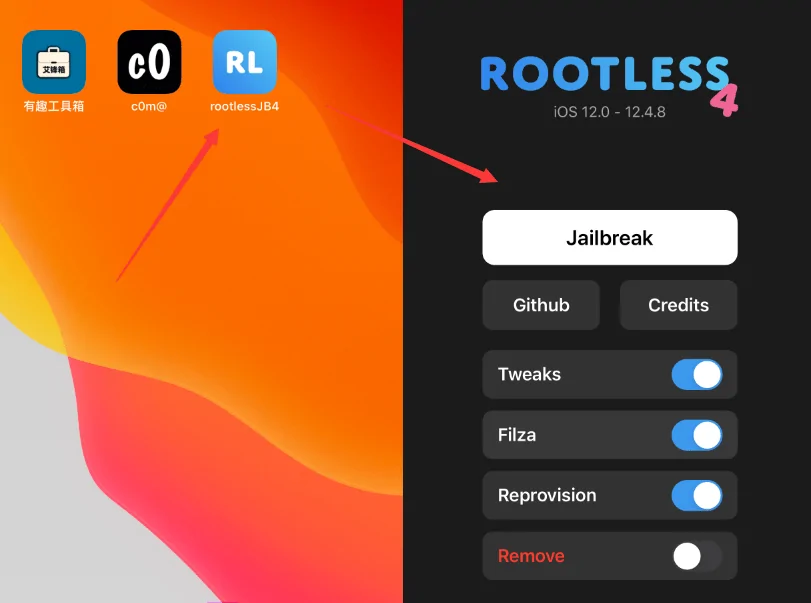 艾锋箱
有趣工具箱
c0
c0m@
RL
rootlessJB4
ROOTLESS
4
iOS 12.0 - 12.4.8
Jailbreak
Github
Credits
Tweaks
Filza
Reprovision
Remove